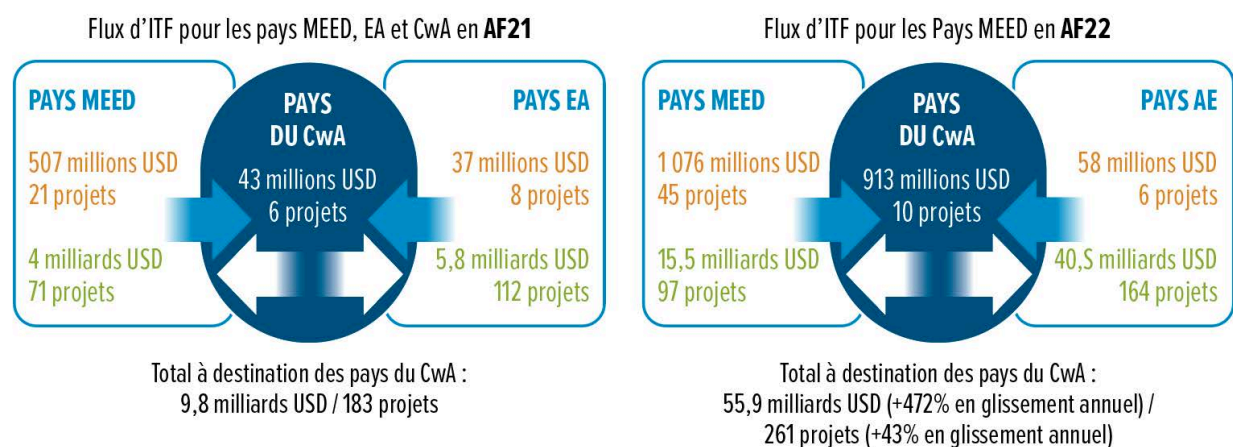 Flux d'ITF pour les pays MEED, EA et CwA en AF21
PAYS MEED
507 millions USD
21 projets
4 milliards USD
71 projets
PAYS
DU CwA
43 millions USD
6 projets
PAYS EA
37 millions USD
8 projets
5,8 milliards USD
112 projets
Total à destination des pays du CwA :
9,8 milliards USD / 183 projets
Flux d'ITF pour les Pays MEED en AF22
PAYS MEED
1 076 millions USD
45 projets
15,5 milliards USD
97 projets
PAYS
DU CwA
913 millions USD
10 projets
PAYS AE
58 millions USD
6 projets
40,S milliards USD
164 projets
Total à destination des pays du CwA :
55,9 milliards USD (+472% en glissement annuel) /
261 projets (+43% en glissement annuel)